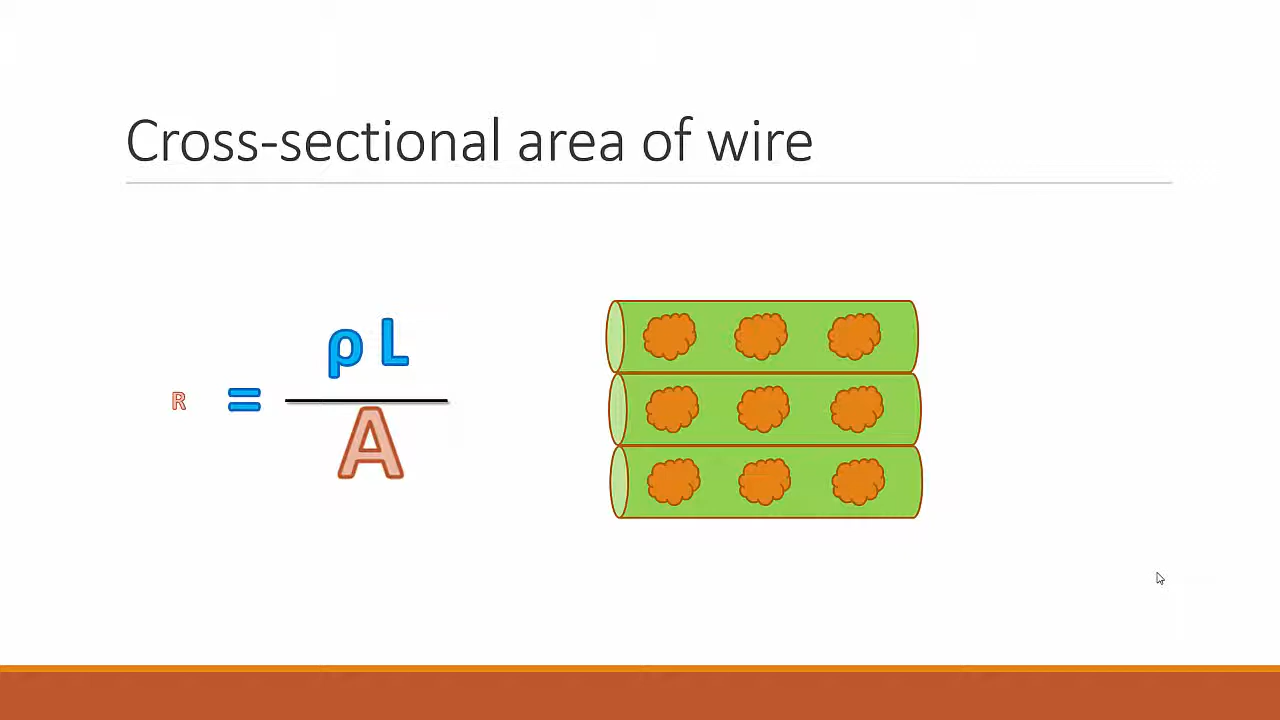 Cross-sectional area of wire
ρ L
R =
A